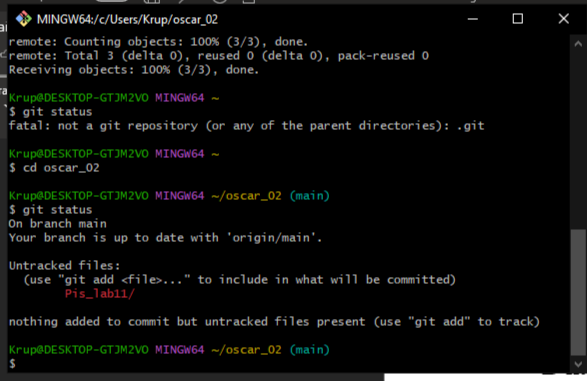 MINGW64:/c/Users/Krup/oscar_02
remote: Counting objects: 100% (3/3), done.
remote: Total 3 (delta 0), reused 0 (delta 0), pack-reused 0
Receiving objects: 100% (3/3), done.
Krup@DESKTOP-GTJM2VO MINGW64 ~
$ git status
fatal: not a git repository (or any of the parent directories): .git
Krup@DESKTOP-GTJM2VO MINGW64 ~
$ cd oscar_02
Krup@DESKTOP-GTJM2VO MINGW64 ~/oscar_02 (main)
$ git status
On branch main
Your branch is up to date with 'origin/main'.
Untracked files:
(use "git add <file>..." to include in what will be committed)
Pis_lab11/
nothing added to commit but untracked files present (use "git add" to track)
Krup@DESKTOP-GTJM2VO MINGW64 ~/oscar_02 (main)
$